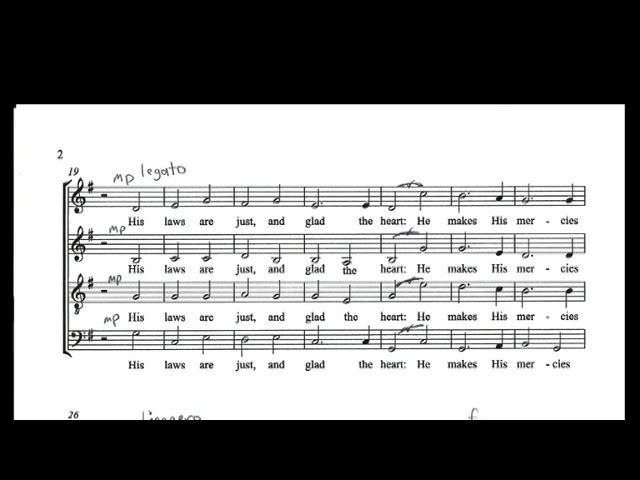 2
19
mp legato
His laws are just, and glad the heart: He makes His mer - cies
mp
His laws are just, and glad the heart: He makes His mer - cies
mp
His laws are just, and glad the heart: He makes His mer - cies
mp
His laws are just, and glad the heart: He makes His mer - cies
26
f